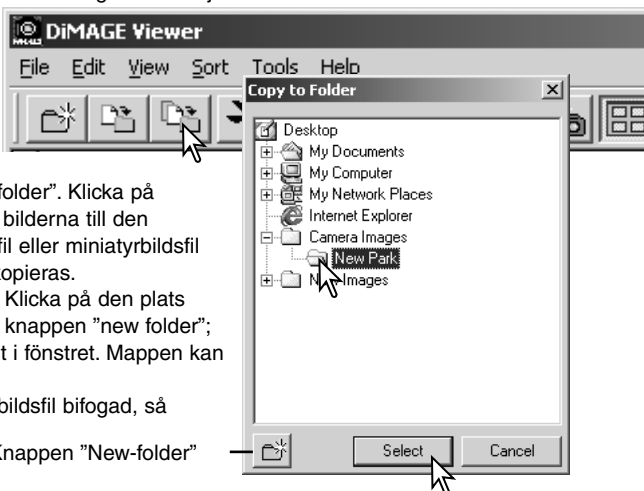 DiMAGE Viewer
File Edit View Sort Tools Help
Copy to Folder
Desktop
My Documents
My Computer
My Network Places
Internet Explorer
Camera Images
New Park
Images
Select Cancel
folder”. Klicka på
bilderna till den
fil eller miniatyrbildsfil
kopieras.
Klicka på den plats
knappen ”new folder”;
t i fönstret. Mappen kan
bildsfil bifogad, så
Knappen ”New-folder”